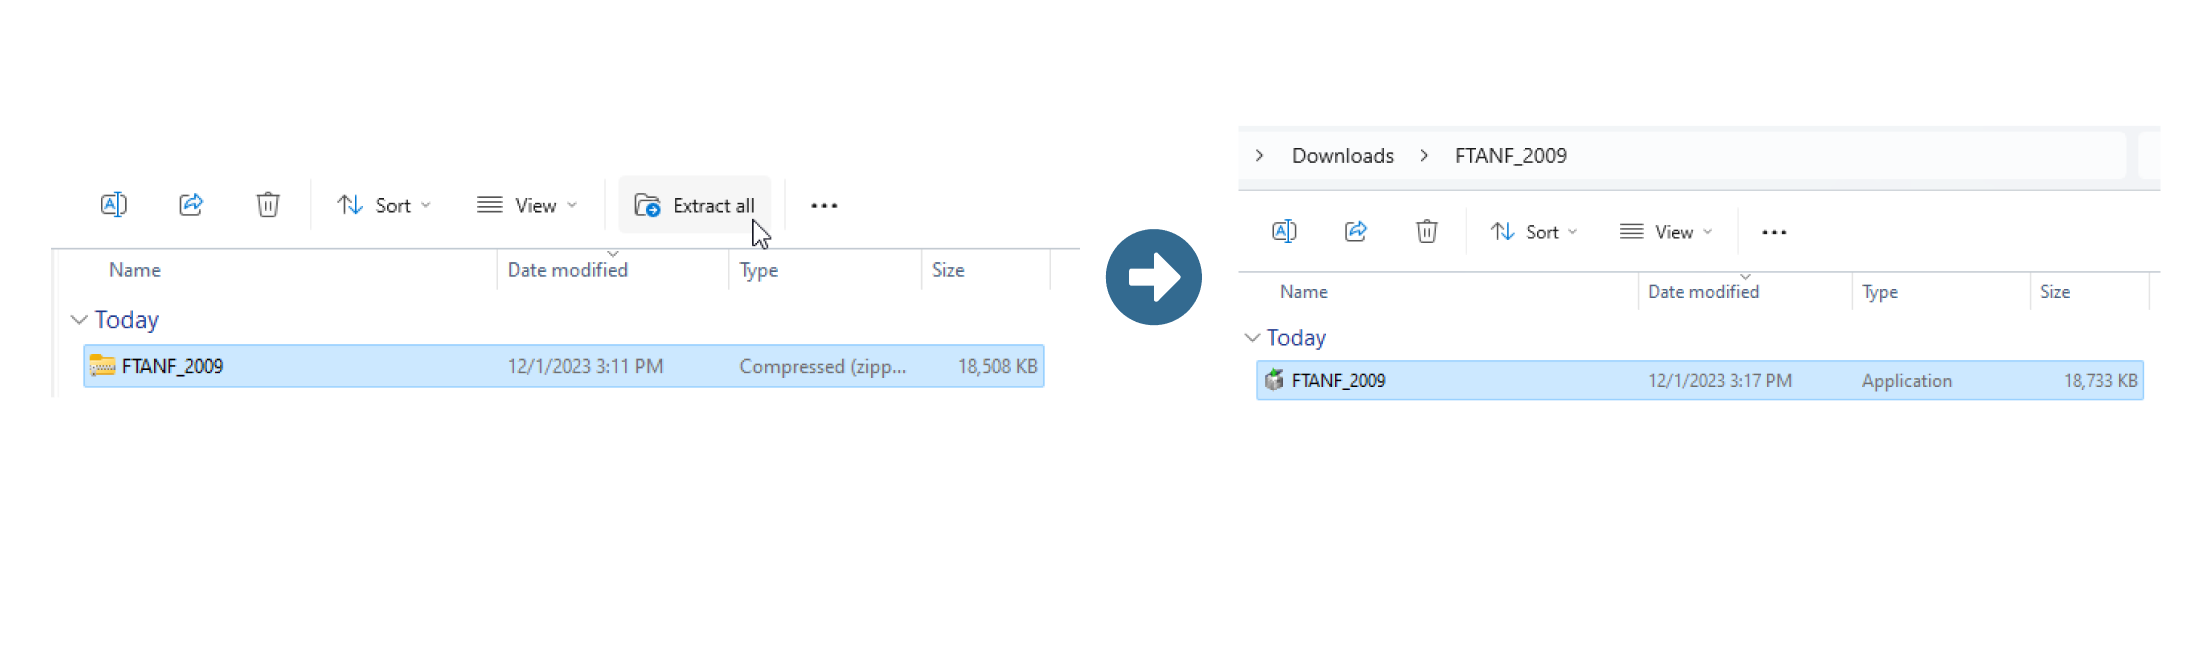 Sort View Extract all
Name Date modified Type Size
Today
FTANF_2009 12/1/2023 3:11 PM Compressed (zipp... 18,508 KB
Downloads > FTANF_2009
Sort View
Name Date modified Type Size
Today
FTANF_2009 12/1/2023 3:17 PM Application 18,733 KB